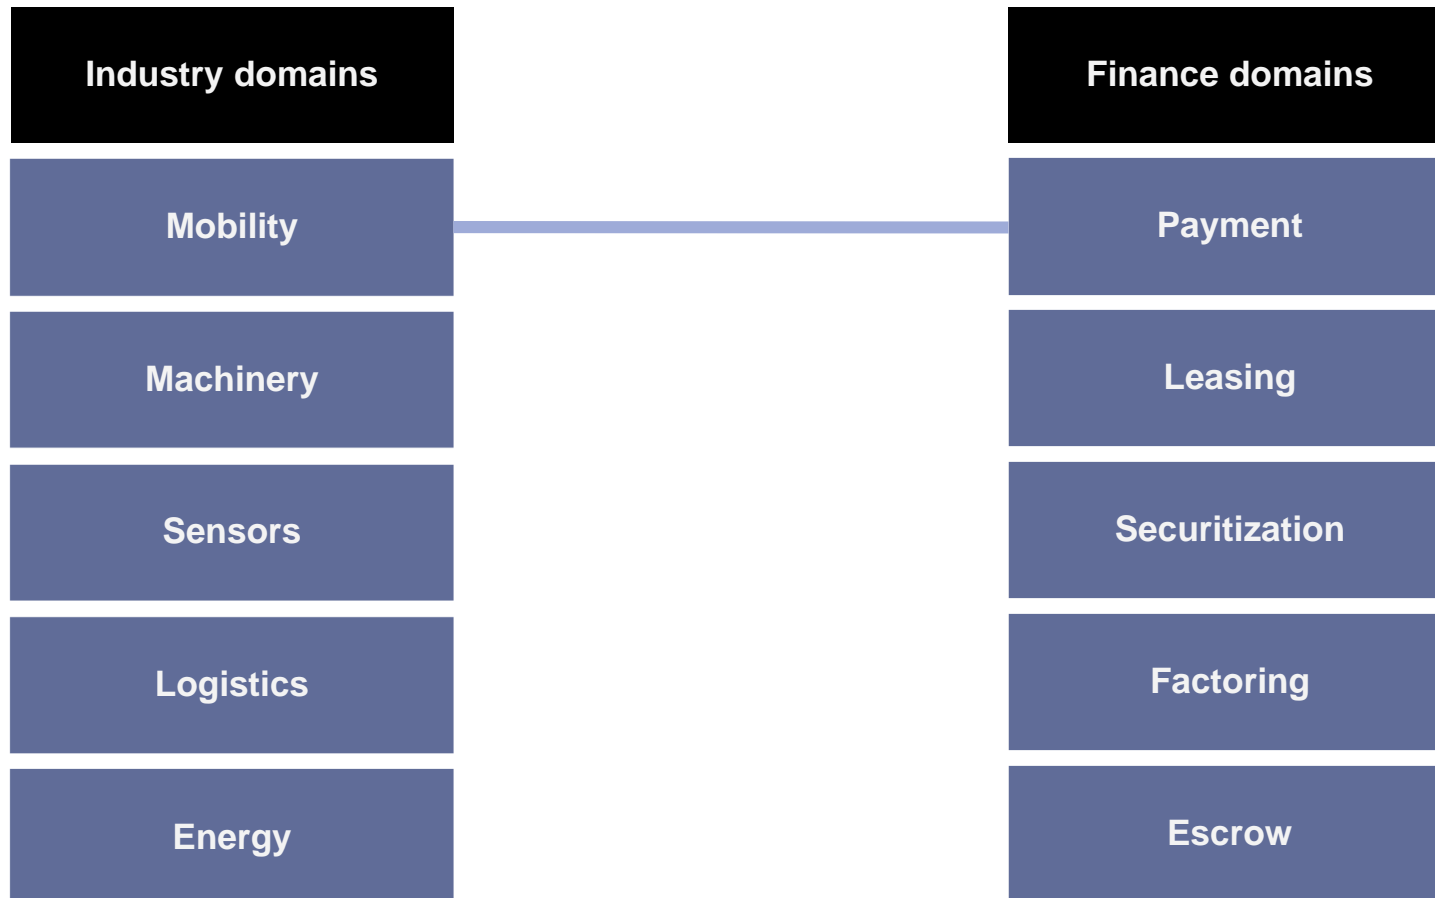 Industry domains
Finance domains
Mobility
Payment
Machinery
Leasing
Sensors
Securitization
Logistics
Factoring
Energy
Escrow